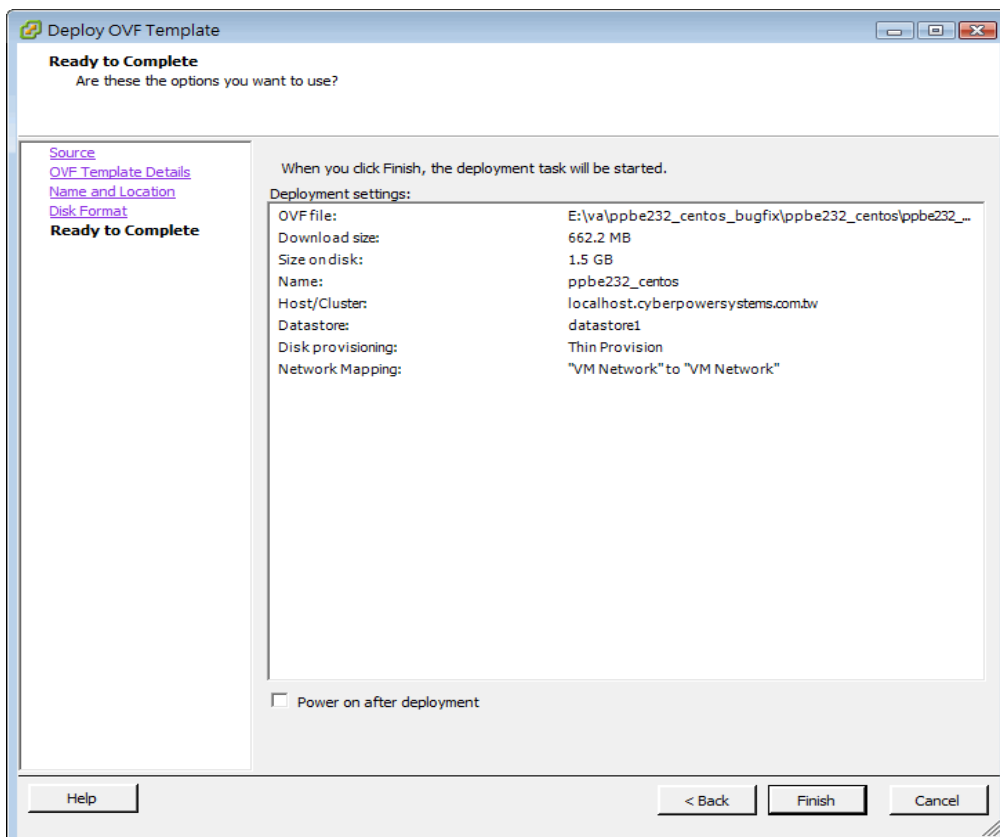 Deploy OVF Template
Ready to Complete
Are these the options you want to use?
Source
OVF Template Details
Name and Location
Disk Format
Ready to Complete
When you click Finish, the deployment task will be started.
Deployment settings:
OVF file: E:\va\ppbe232_centos_bugfix\ppbe232_centos\ppbe232_...
Download size: 662.2 MB
Size on disk: 1.5 GB
Name: ppbe232_centos
Host/Cluster: localhost.cyberpowersystems.com.tw
Datastore: datastore1
Disk provisioning: Thin Provision
Network Mapping: "VM Network" to "VM Network"
Power on after deployment
Help < Back Finish Cancel